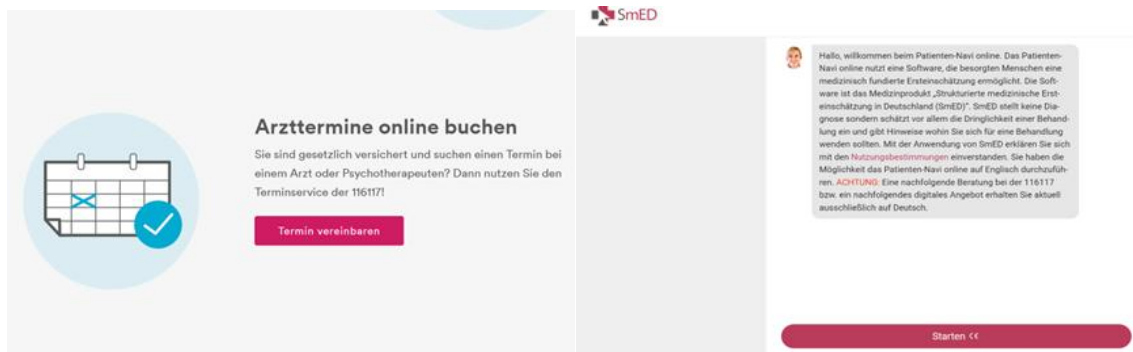 Arzttermine online buchen
Sie sind gesetzlich versichert und suchen einen Termin bei
einem Arzt oder Psychotherapeuten? Dann nutzen Sie den
Terminservice der 116117!
Termin vereinbaren
SmED
Hallo, willkommen beim Patienten-Navi online. Das Patienten-
Navi online nutzt eine Software, die besorgten Menschen eine
medizinisch fundierte Ersteinschätzung ermöglicht. Die Soft-
ware ist das Medizinprodukt „Strukturierte medizinische Erst-
einschätzung in Deutschland (SmED)“. SmED stellt keine Dia-
gnose sondern schätzt vor allem die Dringlichkeit einer Behand-
lung ein und gibt Hinweise wohin Sie sich für eine Behandlung
wenden sollten. Mit der Anwendung von SmED erklären Sie sich
mit den Nutzungsbestimmungen einverstanden. Sie haben die
Möglichkeit das Patienten-Navi online auf Englisch durchzufüh-
ren. ACHTUNG: Eine nachfolgende Beratung bei der 116117
bzw. ein nachfolgendes digitales Angebot erhalten Sie aktuell
ausschließlich auf Deutsch.
Starten <<